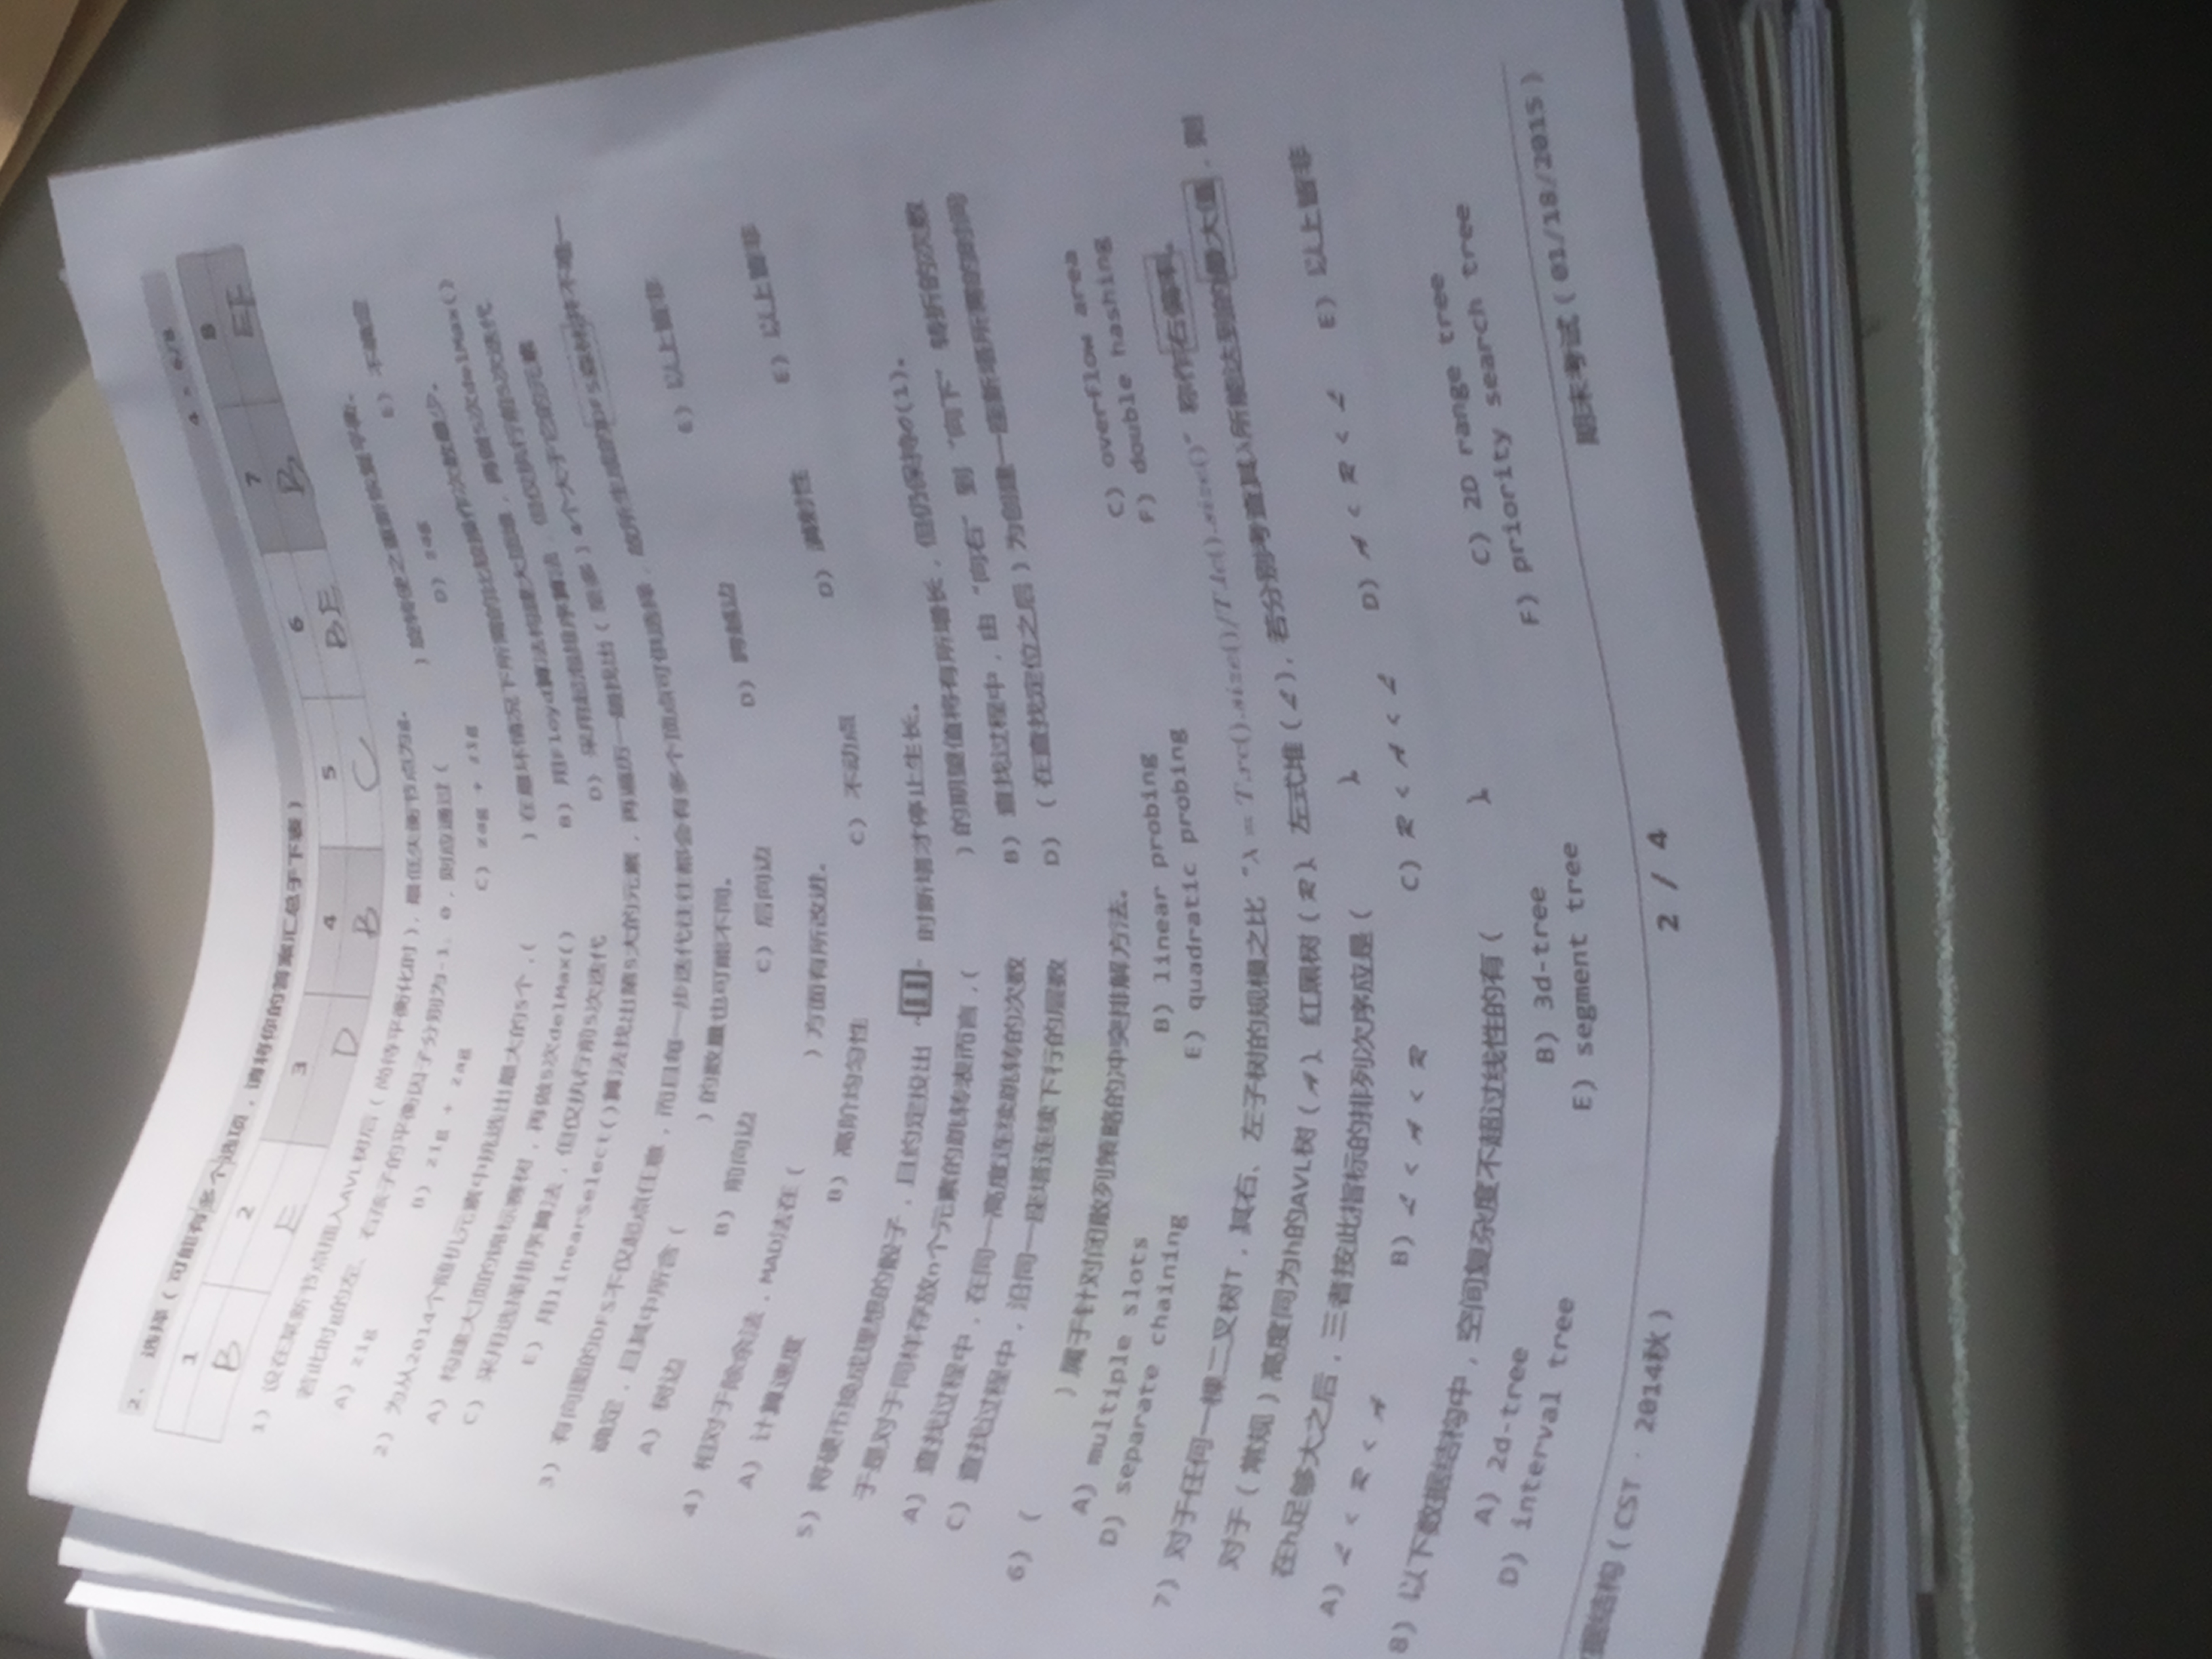 2. 选择（可能有多个选项，请将你的答案汇总于下表） 4 × 6/8
1 2 3 4 5 6 7 8
B E D B C BE B EF
1) 设在某新节点插入AVL树后（尚待平衡化时），最低失衡节点为g。
若此时g的左、右孩子的平衡因子分别为-1、0，则应通过（ ）旋转使之重新恢复平衡。
A) zig B) zig + zag C) zag + zig D) zag E) 不确定
2) 为从2014个随机元素中挑选出最大的5个，（ ）在最坏情况下所需的比较操作次数最少。
A) 构建大顶的锦标赛树，再做5次delMax() B) 用Floyd算法构建大顶堆，再做5次delMax()
C) 采用选择排序算法，但仅执行前5次迭代 D) 采用起泡排序算法，但仅执行前5次迭代
E) 用linearSelect()算法找出第5大的元素，再遍历一趟找出（至多）4个大于它的元素
3) 有向图的DFS不仅起点任意，而且每一步迭代往往都会有多个顶点可供选择，故所生成的DFS森林并不唯一
确定，且其中所含（ ）的数量也可能不同。
A) 树边 B) 前向边 C) 后向边 D) 跨越边 E) 以上皆非
4) 相对于除余法，MAD法在（ ）方面有所改进。
A) 计算速度 B) 高阶均匀性 C) 不动点 D) 满射性 E) 以上皆非
5) 将硬币换成理想的骰子，且约定投出 时新塔才停止生长。
于是对于同样存放n个元素的跳转表而言，（ ）的期望值将有所增长，但仍保持O(1)。
A) 查找过程中，在同一高度连续跳转的次数 B) 查找过程中，由“向右”到“向下”转折的次数
C) 查找过程中，沿同一座塔连续下行的层数 D) （在查找定位之后）为创建一座新塔所需的时间
6) （ ）属于针对闭散列策略的冲突排解方法。
A) multiple slots B) linear probing C) overflow area
D) separate chaining E) quadratic probing F) double hashing
7) 对于任何一棵二叉树T，其右、左子树的规模之比“λ = T.rc().size()/T.lc().size()”称作右偏率。
对于（常规）高度同为h的AVL树（A）、红黑树（R）、左式堆（L），若分别考查其λ所能达到的最大值，则
在h足够大之后，三者按此指标的排列次序应是（ ）。
A) L < R < A B) L < A < R C) R < A < L D) A < R < L E) 以上皆非
8) 以下数据结构中，空间复杂度不超过线性的有（ ）。
A) 2d-tree B) 3d-tree C) 2D range tree
D) interval tree E) segment tree F) priority search tree
据结构（CST · 2014秋） 2 / 4 期末考试（01/18/2015）